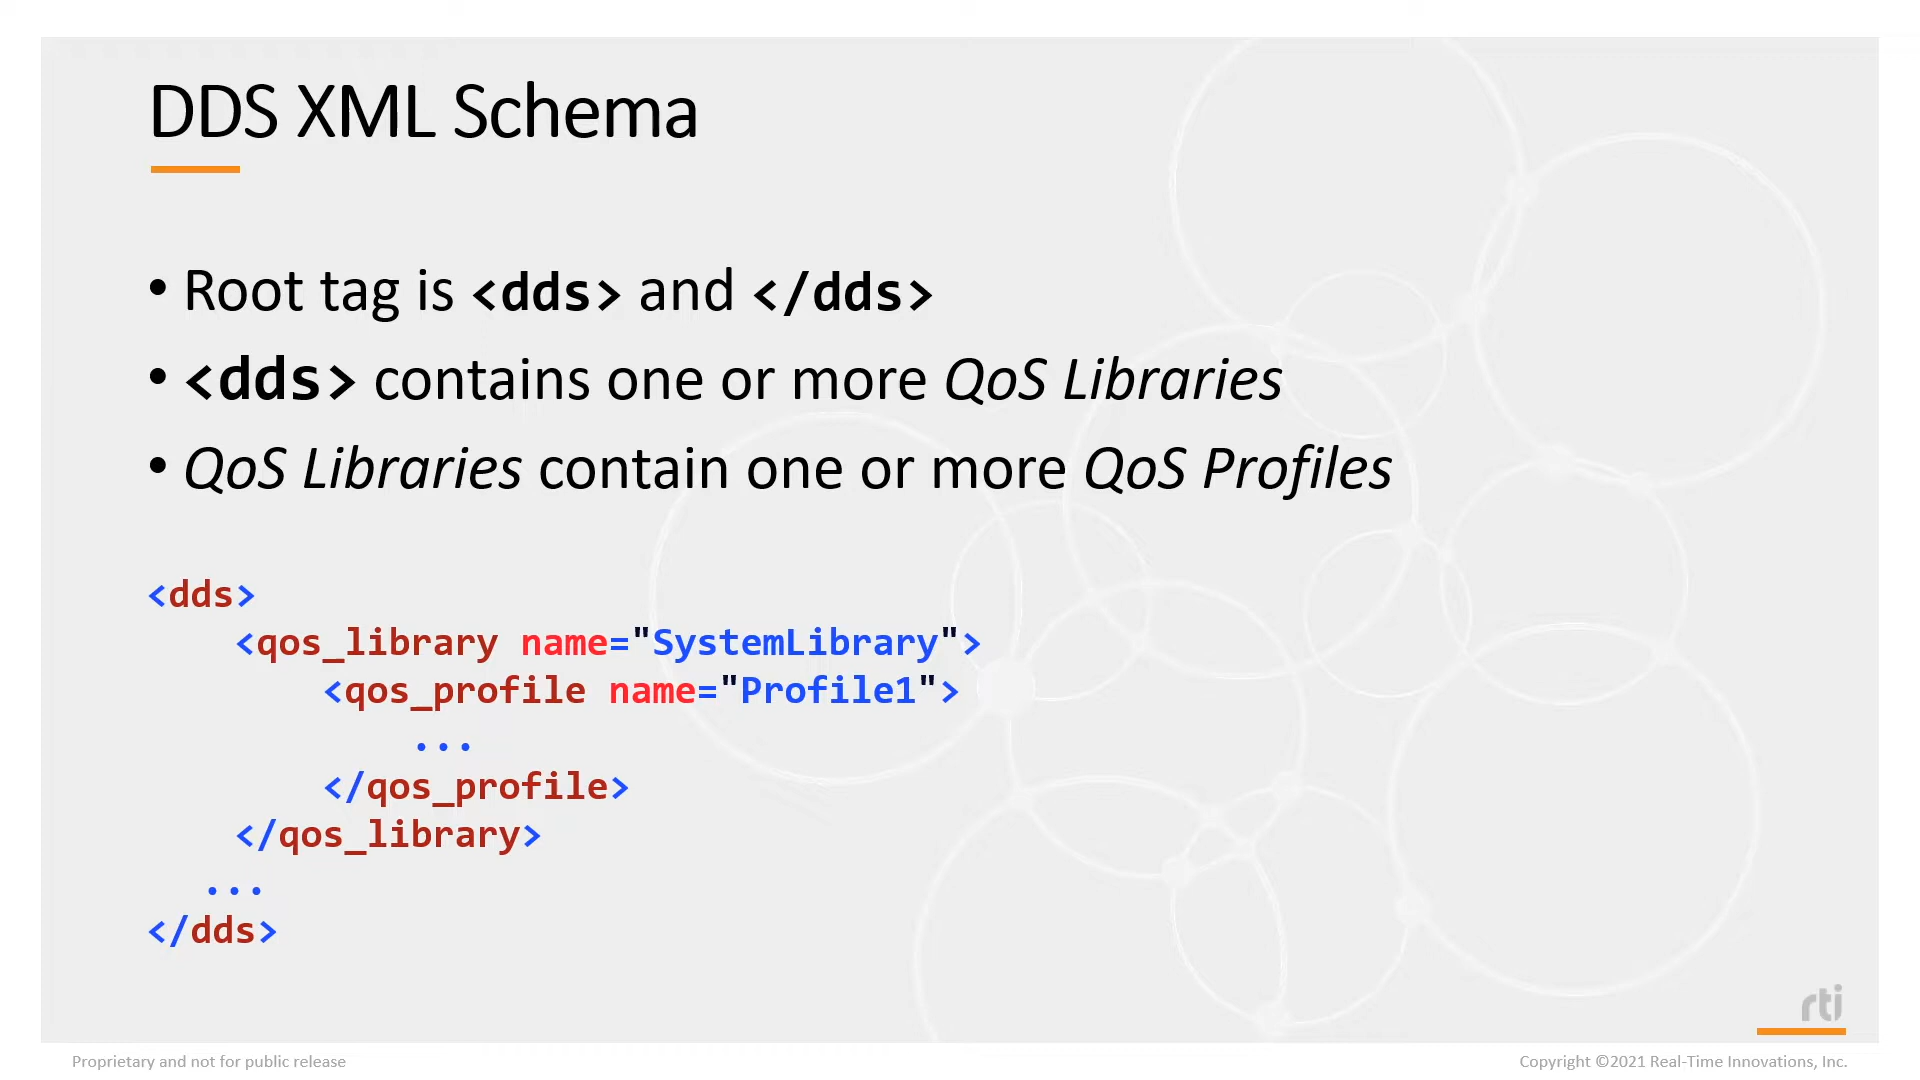 DDS XML Schema
• Root tag is <dds> and </dds>
• <dds> contains one or more QoS Libraries
• QoS Libraries contain one or more QoS Profiles
<dds>
<qos_library name="SystemLibrary">
<qos_profile name="Profile1">
...
</qos_profile>
</qos_library>
...
</dds>
rti
Proprietary and not for public release
Copyright ©2021 Real-Time Innovations, Inc.